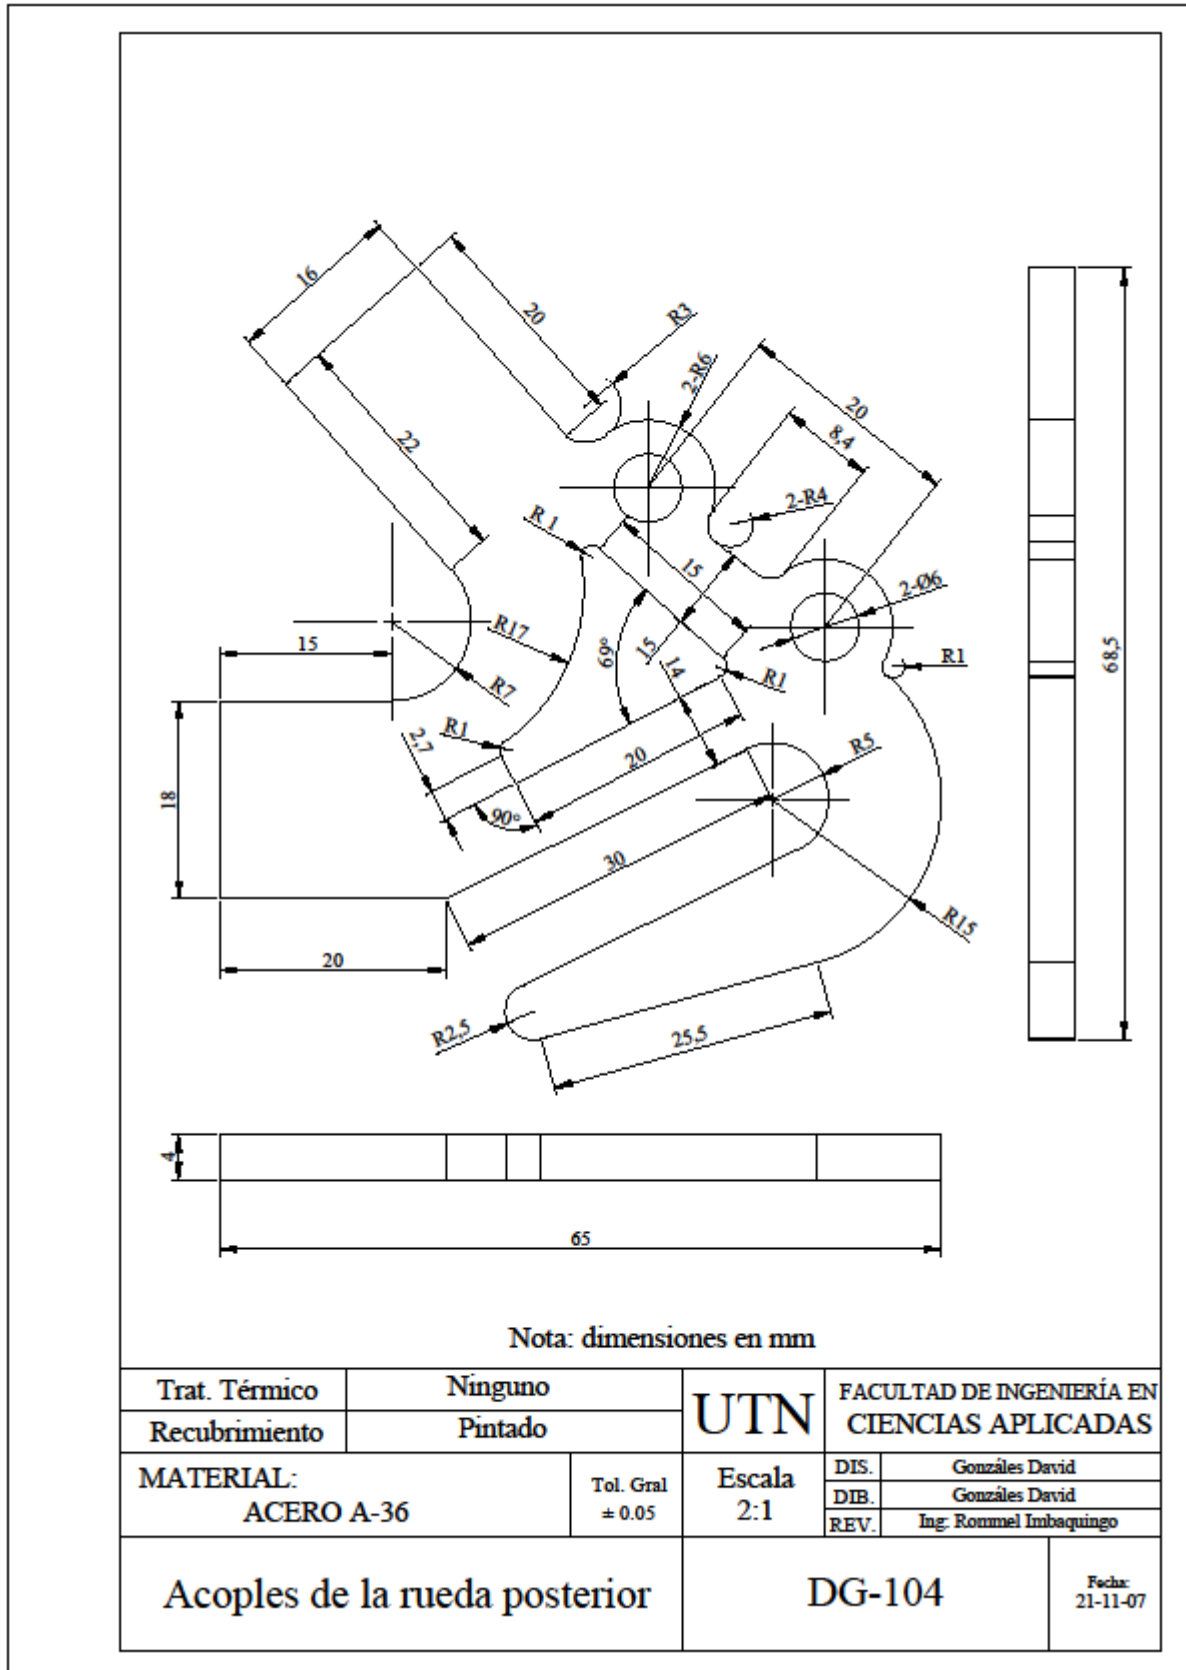 16
20
R3
2-R6
20
8,4
22
2-R4
R 1
15
2-Ø6
15
R17
69°
15
14
R1
R1
68,5
R7
R1
2,7
20
R5
18
90°
30
R15
20
R2,5
25,5
4
65
Nota: dimensiones en mm
Trat. Térmico
Ninguno
Recubrimiento
Pintado
UTN
FACULTAD DE INGENIERÍA EN
CIENCIAS APLICADAS
MATERIAL:
ACERO A-36
Tol. Gral
± 0.05
Escala
2:1
DIS.
Gonzáles David
DIB.
Gonzáles David
REV.
Ing: Rommel Imbaquingo
Acoples de la rueda posterior
DG-104
Fecha:
21-11-07